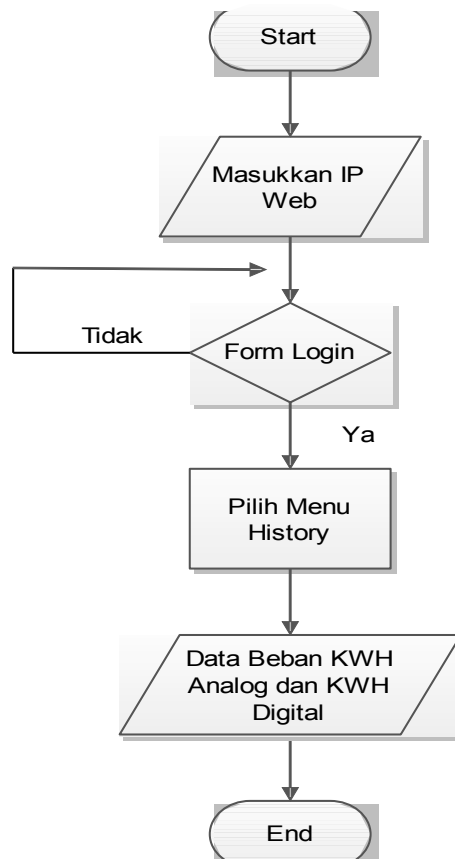 Start
Masukkan IP
Web
Tidak
Form Login
Ya
Pilih Menu
History
Data Beban KWH
Analog dan KWH
Digital
End